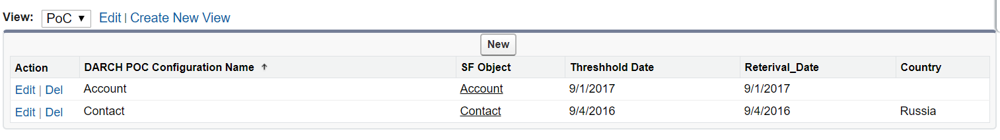 View: PoC Edit | Create New View
New
Action DARCH POC Configuration Name SF Object Threshhold Date Reterival_Date Country
Edit | Del Account Account 9/1/2017 9/1/2017
Edit | Del Contact Contact 9/4/2016 9/4/2016 Russia